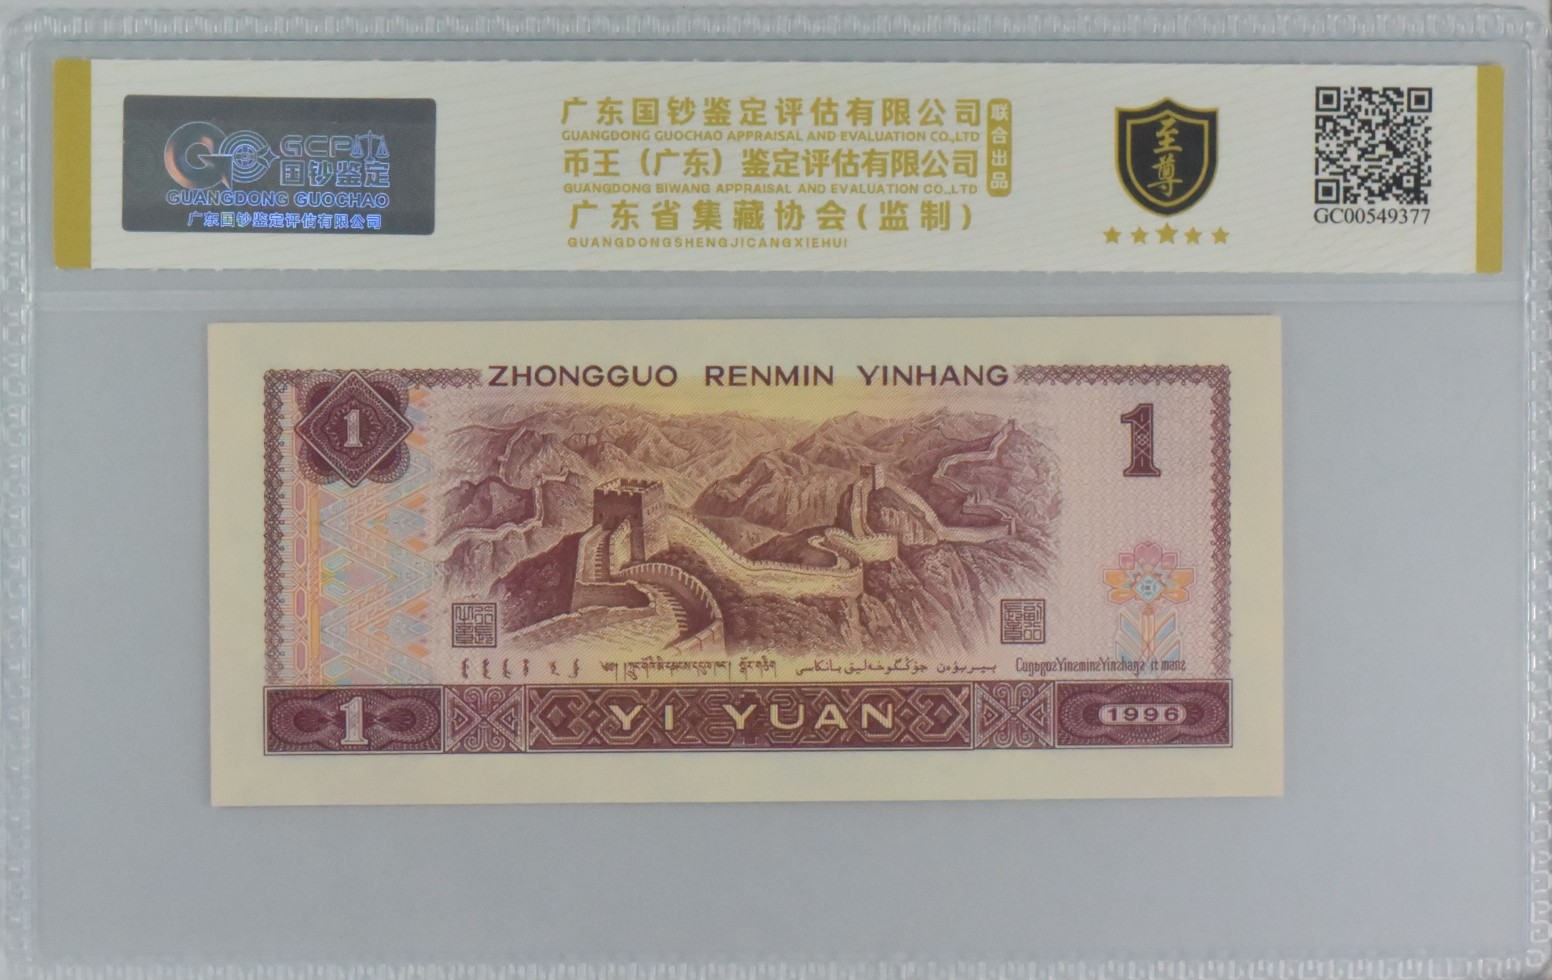 GCP
国钞鉴定
GUANGDONG GUOCHAO
广东国钞鉴定评估有限公司
广东国钞鉴定评估有限公司
GUANGDONG GUOCHAO APPRAISAL AND EVALUATION CO.,LTD
币王（广东）鉴定评估有限公司
GUANGDONG BIWANG APPRAISAL AND EVALUATION CO.,LTD
联合出品
广东省集藏协会(监制)
GUANGDONGSHENGJICANGXIEHUI
至尊
GC00549377
ZHONGGUO RENMIN YINHANG
1
1
1
YI YUAN
1996